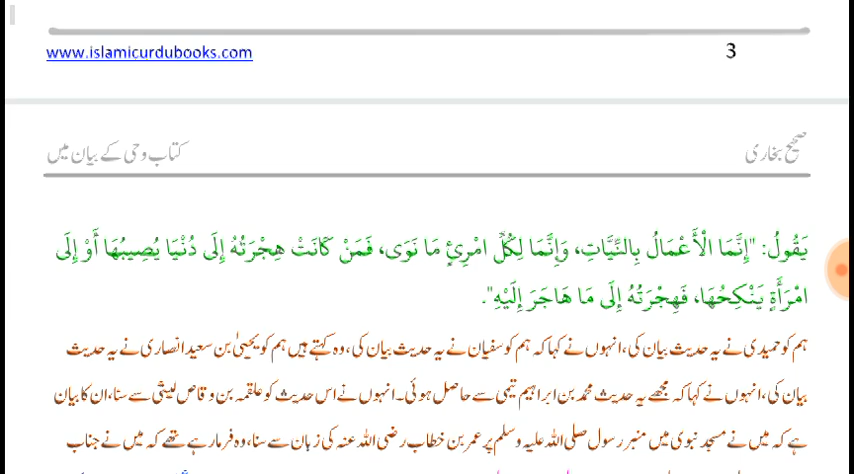 www.islamicurdubooks.com 3
صحیح بخاری کتاب وحی کے بیان میں
يَقُولُ: "إِنَّمَا الْأَعْمَالُ بِالنِّيَّاتِ، وَإِنَّمَا لِكُلِّ امْرِئٍ مَا نَوَى، فَمَنْ كَانَتْ هِجْرَتُهُ إِلَى دُنْيَا يُصِيبُهَا أَوْ إِلَى
امْرَأَةٍ يَنْكِحُهَا، فَهِجْرَتُهُ إِلَى مَا هَاجَرَ إِلَيْهِ".
ہم کو حمیدی نے یہ حدیث بیان کی، انہوں نے کہا کہ ہم کو سفیان نے یہ حدیث بیان کی، وہ کہتے ہیں ہم کو یحییٰ بن سعید انصاری نے یہ حدیث
بیان کی، انہوں نے کہا کہ مجھے یہ حدیث محمد بن ابراہیم تیمی سے حاصل ہوئی۔ انہوں نے اس حدیث کو علقمہ بن وقاص لیثی سے سنا، ان کا بیان
ہے کہ میں نے مسجد نبوی میں منبر رسول صلی اللہ علیہ وسلم پر عمر بن خطاب رضی اللہ عنہ کی زبان سے سنا، وہ فرما رہے تھے کہ میں نے جناب